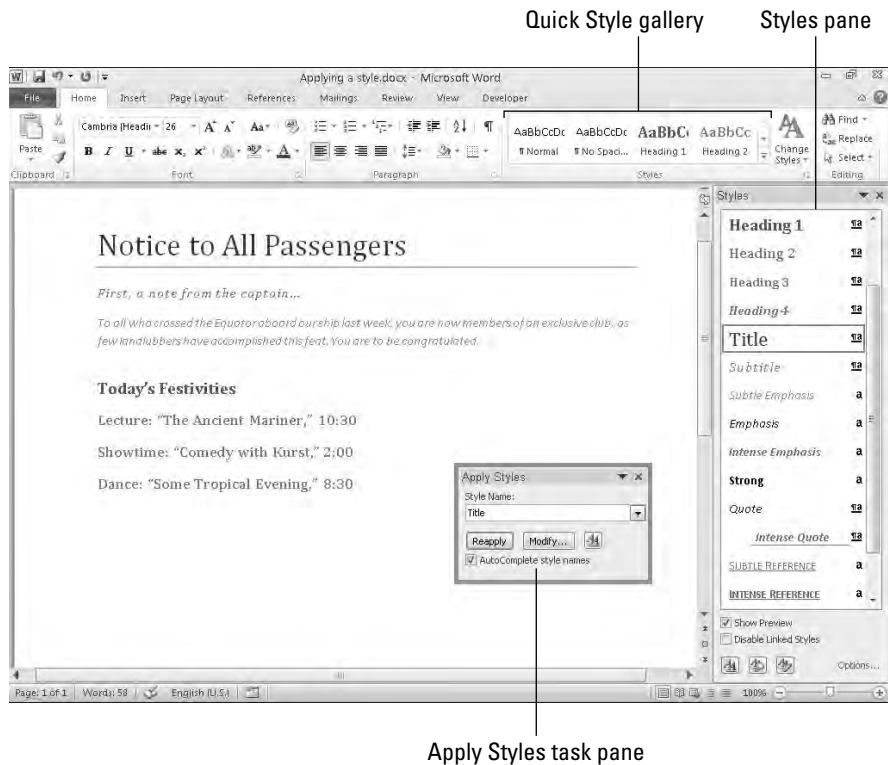 Quick Style gallery Styles pane
Applying a style.docx - Microsoft Word
File Home Insert Page Layout References Mailings Review View Developer
Paste
Cambria (Headin 26
Aa
B I U abe x, x²
AaBbCcDc AaBbCcDc AaBbC AaBbCc
¶ Normal ¶ No Spaci... Heading 1 Heading 2
Change Styles
Find
Replace
Select
Clipboard Font Paragraph Styles Editing
Notice to All Passengers
First, a note from the captain...
To all who crossed the Equator aboard our ship last week, you are now members of an exclusive club, as
few landlubbers have accomplished this feat. You are to be congratulated.
Today's Festivities
Lecture: "The Ancient Mariner," 10:30
Showtime: "Comedy with Kurst," 2:00
Dance: "Some Tropical Evening," 8:30
Apply Styles
Style Name:
Title
Reapply Modify...
AutoComplete style names
Styles
Heading 1 ¶a
Heading 2 ¶a
Heading 3 ¶a
Heading 4 ¶a
Title ¶a
Subtitle ¶a
Subtle Emphasis a
Emphasis a
Intense Emphasis a
Strong a
Quote ¶a
Intense Quote ¶a
SUBTLE REFERENCE a
INTENSE REFERENCE a
Show Preview
Disable Linked Styles
Options...
Page: 1 of 1 Words: 58 English (U.S.) 100%
Apply Styles task pane